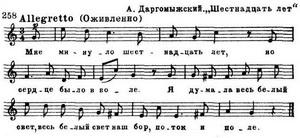 А. Даргомыжский. „Шестнадцать лет“
258 Allegretto (Оживленно)
Мне ми-ну-ло шест-над-цать лет, но
серд-це бы-ло в во-ле. Я ду-ма-ла: весь бе-лый
свет, весь бе-лый свет наш бор, по-ток и по-ле.